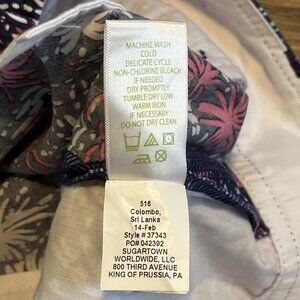 MACHINE WASH
COLD
DELICATE CYCLE
NON-CHLORINE BLEACH
IF NEEDED
DRY PROMPTLY
TUMBLE DRY LOW
WARM IRON
IF NECESSARY
DO NOT DRY CLEAN
516
Colombo,
Sri Lanka
14-Feb
Style # 37343
PO# 042392
SUGARTOWN
WORLDWIDE, LLC
800 THIRD AVENUE
KING OF PRUSSIA, PA